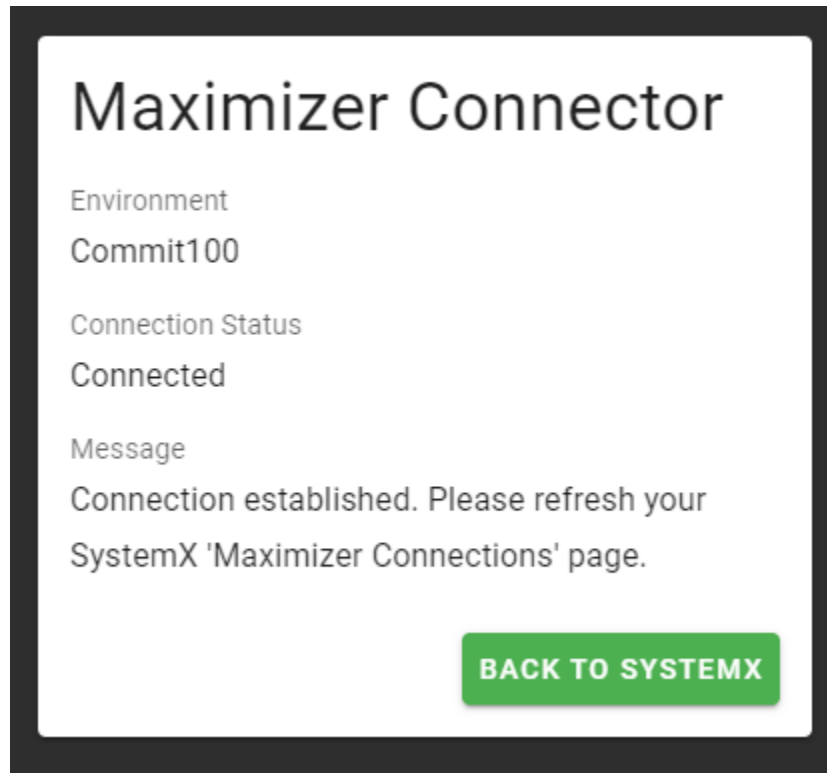 Maximizer Connector
Environment
Commit100
Connection Status
Connected
Message
Connection established. Please refresh your
SystemX 'Maximizer Connections' page.
BACK TO SYSTEMX